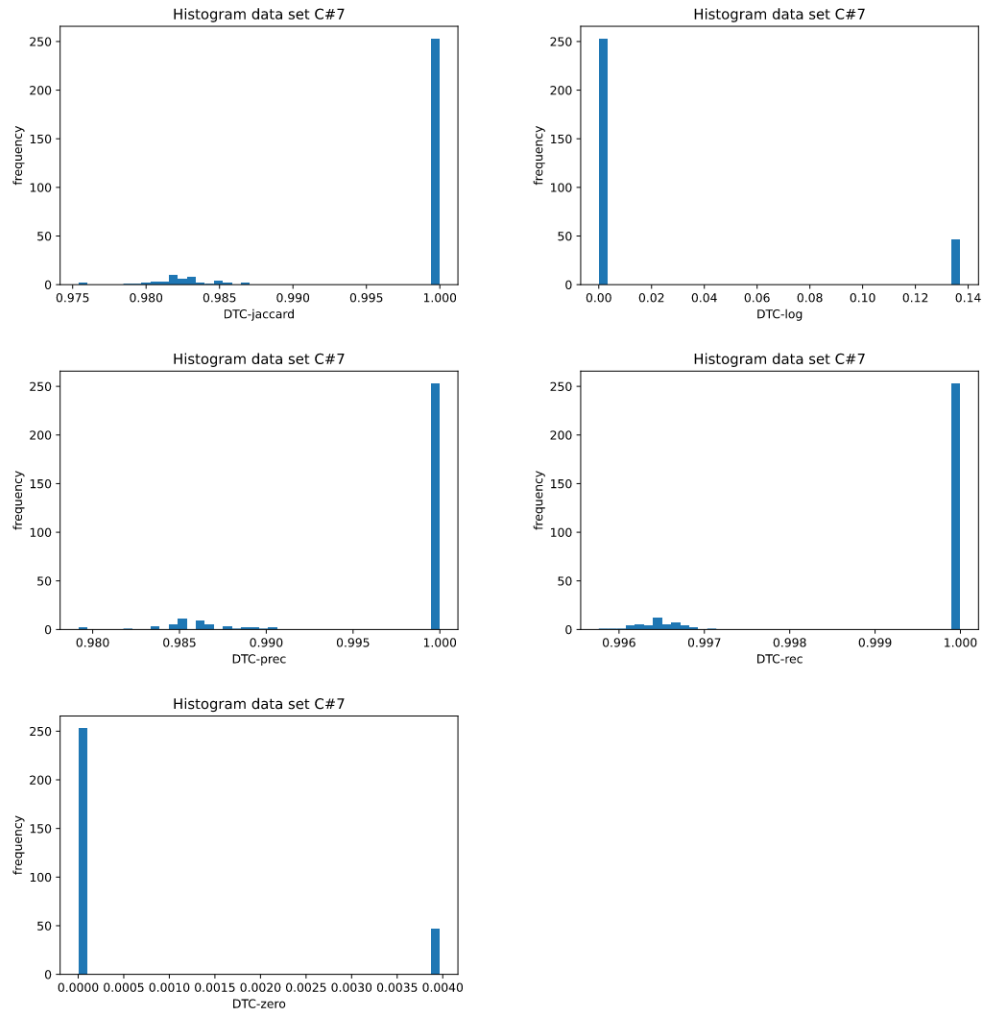 Histogram data set C#7
250
200
150
100
50
0
frequency
0.975 0.980 0.985 0.990 0.995 1.000
DTC-jaccard
Histogram data set C#7
250
200
150
100
50
0
frequency
0.00 0.02 0.04 0.06 0.08 0.10 0.12 0.14
DTC-log
Histogram data set C#7
250
200
150
100
50
0
frequency
0.980 0.985 0.990 0.995 1.000
DTC-prec
Histogram data set C#7
250
200
150
100
50
0
frequency
0.996 0.997 0.998 0.999 1.000
DTC-rec
Histogram data set C#7
250
200
150
100
50
0
frequency
0.0000 0.0005 0.0010 0.0015 0.0020 0.0025 0.0030 0.0035 0.0040
DTC-zero